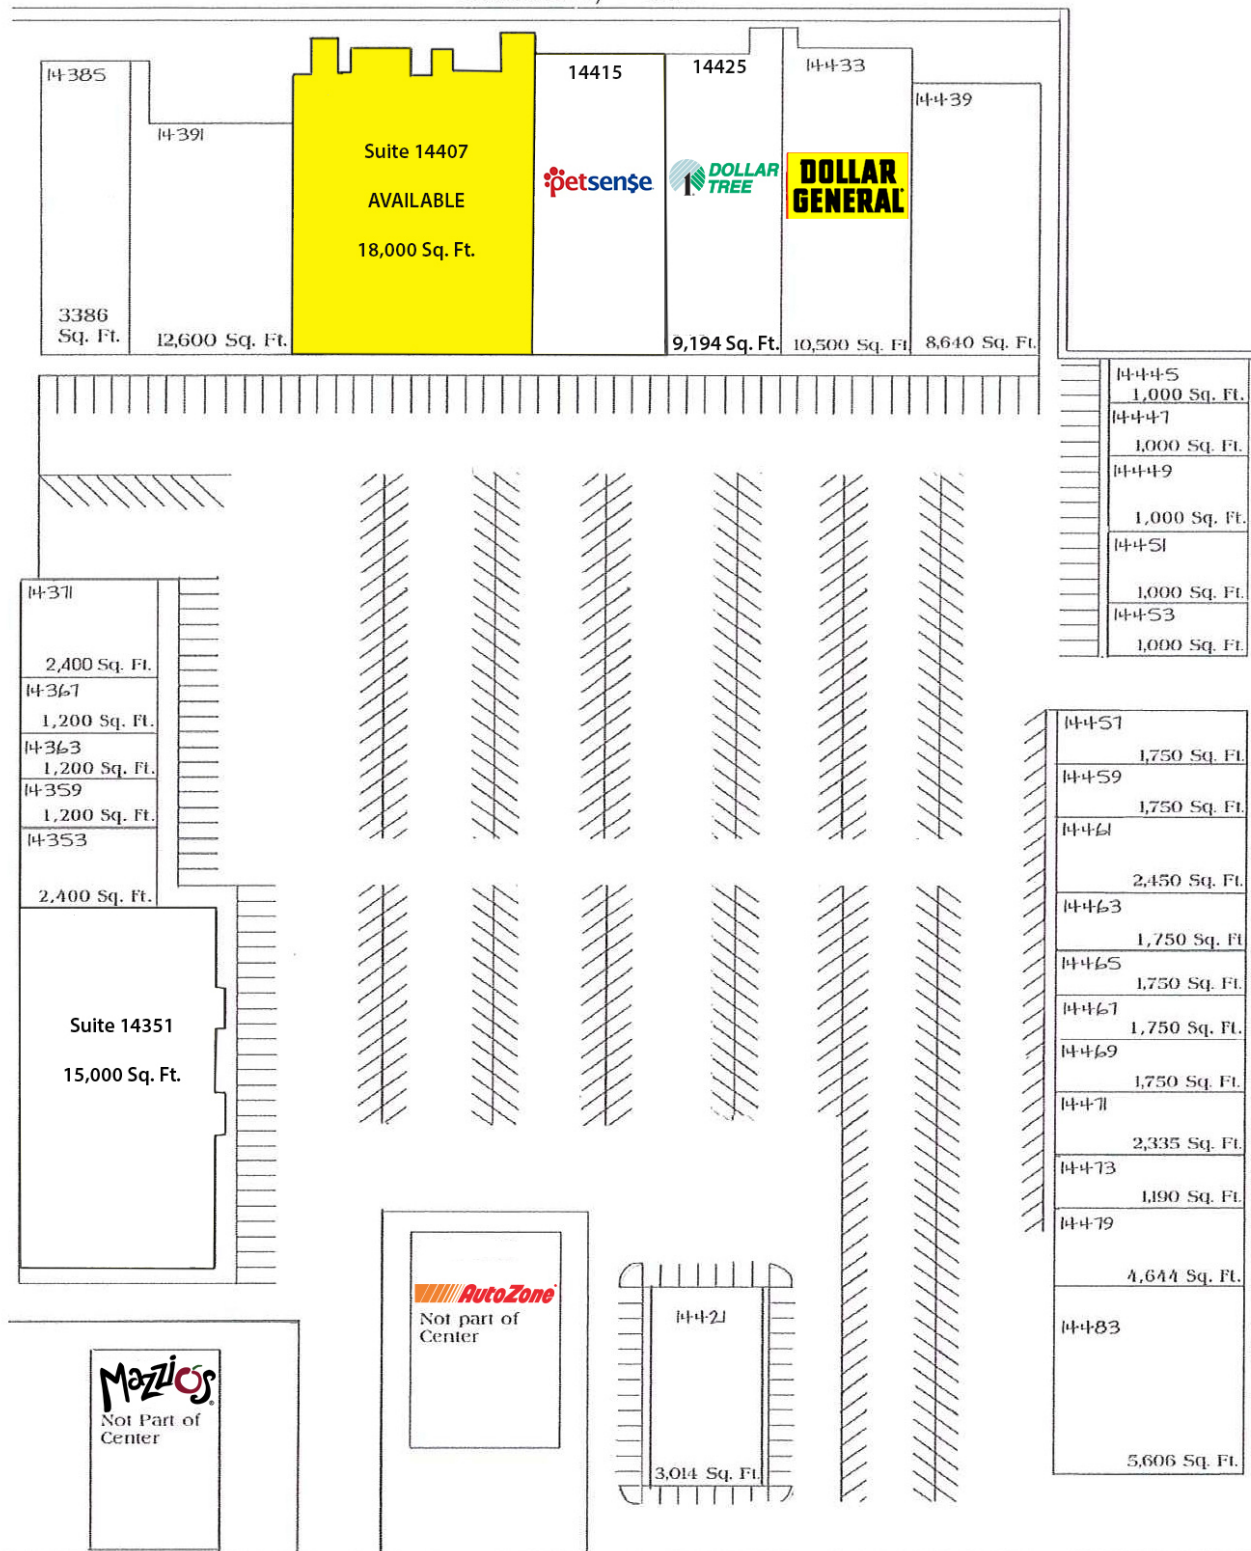 14385
3386
Sq. Ft.
14391
12,600 Sq. Ft.
Suite 14407
AVAILABLE
18,000 Sq. Ft.
14415
petsense
14425
1 DOLLAR
TREE
9,194 Sq. Ft.
14433
DOLLAR
GENERAL
10,500 Sq. Ft
14439
8,640 Sq. Ft.
14445
1,000 Sq. Ft.
14447
1,000 Sq. Ft.
14449
1,000 Sq. Ft.
14451
1,000 Sq. Ft.
14453
1,000 Sq. Ft.
14371
2,400 Sq. Ft.
14367
1,200 Sq. Ft.
14363
1,200 Sq. Ft.
14359
1,200 Sq. Ft.
14353
2,400 Sq. Ft.
Suite 14351
15,000 Sq. Ft.
14457
1,750 Sq. Ft.
14459
1,750 Sq. Ft.
14461
2,450 Sq. Ft.
14463
1,750 Sq. Ft
14465
1,750 Sq. Ft.
14467
1,750 Sq. Ft.
14469
1,750 Sq. Ft.
14471
2,335 Sq. Ft.
14473
1,190 Sq. Ft.
14479
4,644 Sq. Ft.
14483
5,606 Sq. Ft.
Mazzio's
Not Part of
Center
AutoZone
Not part of
Center
14421
3,014 Sq. Ft.